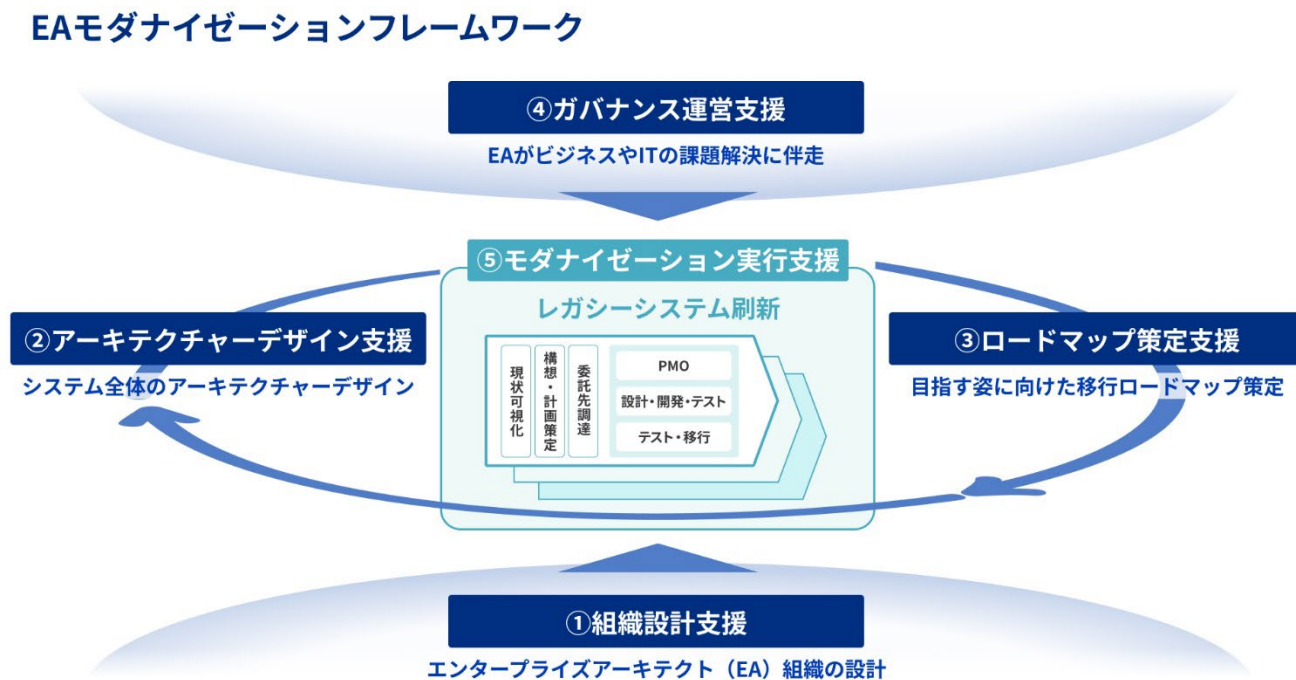 EAモダナイゼーションフレームワーク
④ガバナンス運営支援
EAがビジネスやITの課題解決に伴走
⑤モダナイゼーション実行支援
レガシーシステム刷新
②アーキテクチャーデザイン支援
システム全体のアーキテクチャーデザイン
現状可視化
構想・計画策定
委託先調達
PMO
設計・開発・テスト
テスト・移行
③ロードマップ策定支援
目指す姿に向けた移行ロードマップ策定
①組織設計支援
エンタープライズアーキテクト（EA）組織の設計